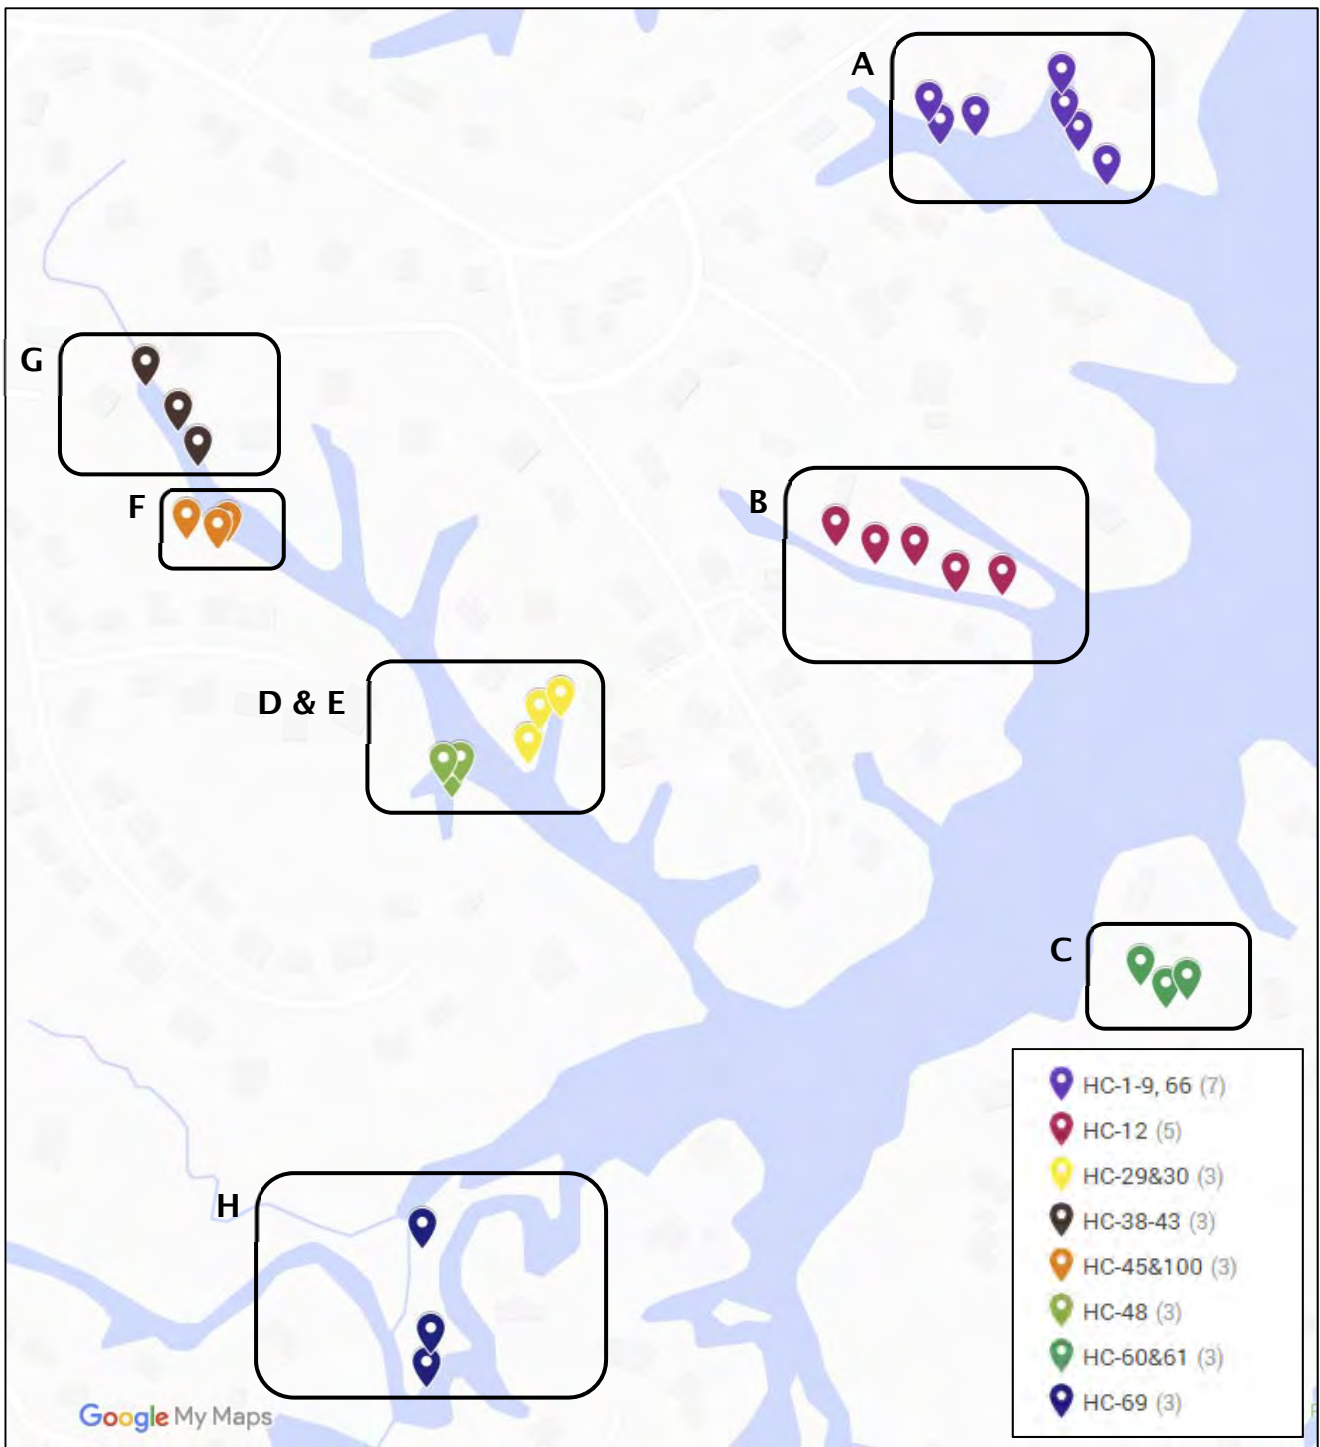 A
G
F
B
D & E
C
H
HC-1-9, 66 (7)
HC-12 (5)
HC-29&30 (3)
HC-38-43 (3)
HC-45&100 (3)
HC-48 (3)
HC-60&61 (3)
HC-69 (3)
Google My Maps